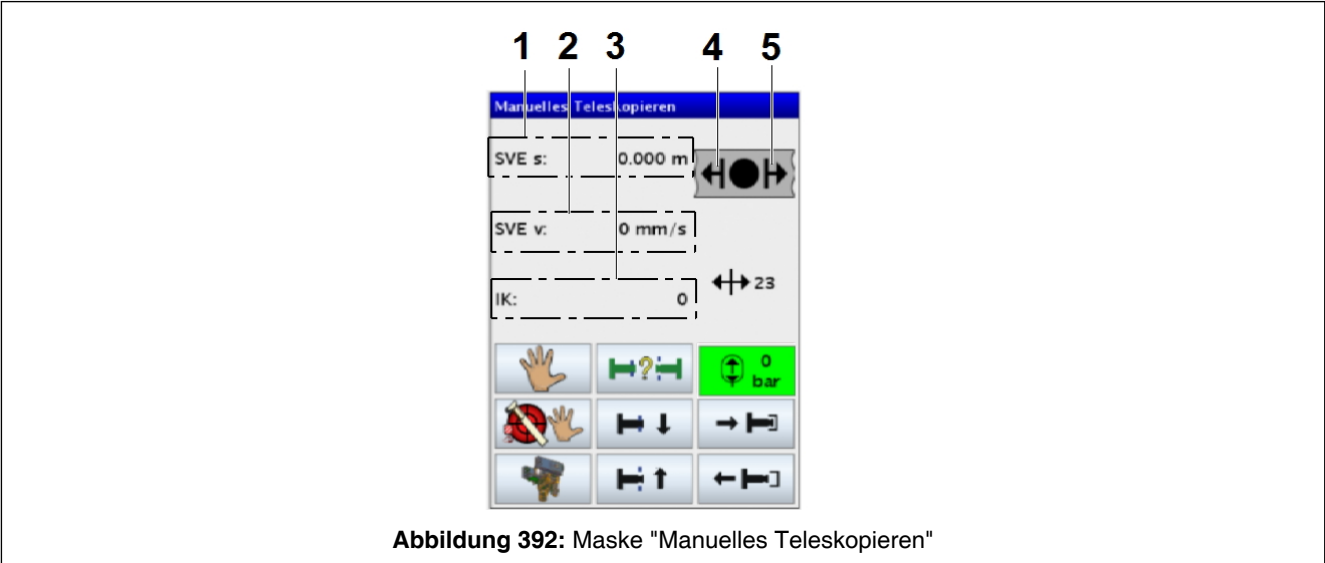 1 2 3 4 5
Manuelles Teleskopieren
SVE s: 0.000 m
SVE v: 0 mm/s
23
IK: 0
?
0
bar
Abbildung 392: Maske "Manuelles Teleskopieren"